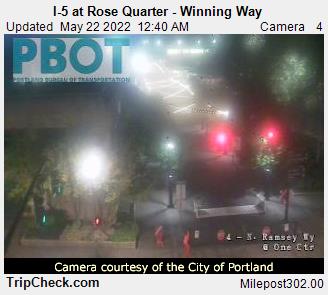 I-5 at Rose Quarter - Winning Way
Updated May 22 2022 12:40 AM Camera 4
PBOT
PORTLAND BUREAU OF TRANSPORTATION
4 - N. Ramsey Wy
@ One Ctr
Camera courtesy of the City of Portland
TripCheck.com Milepost302.00